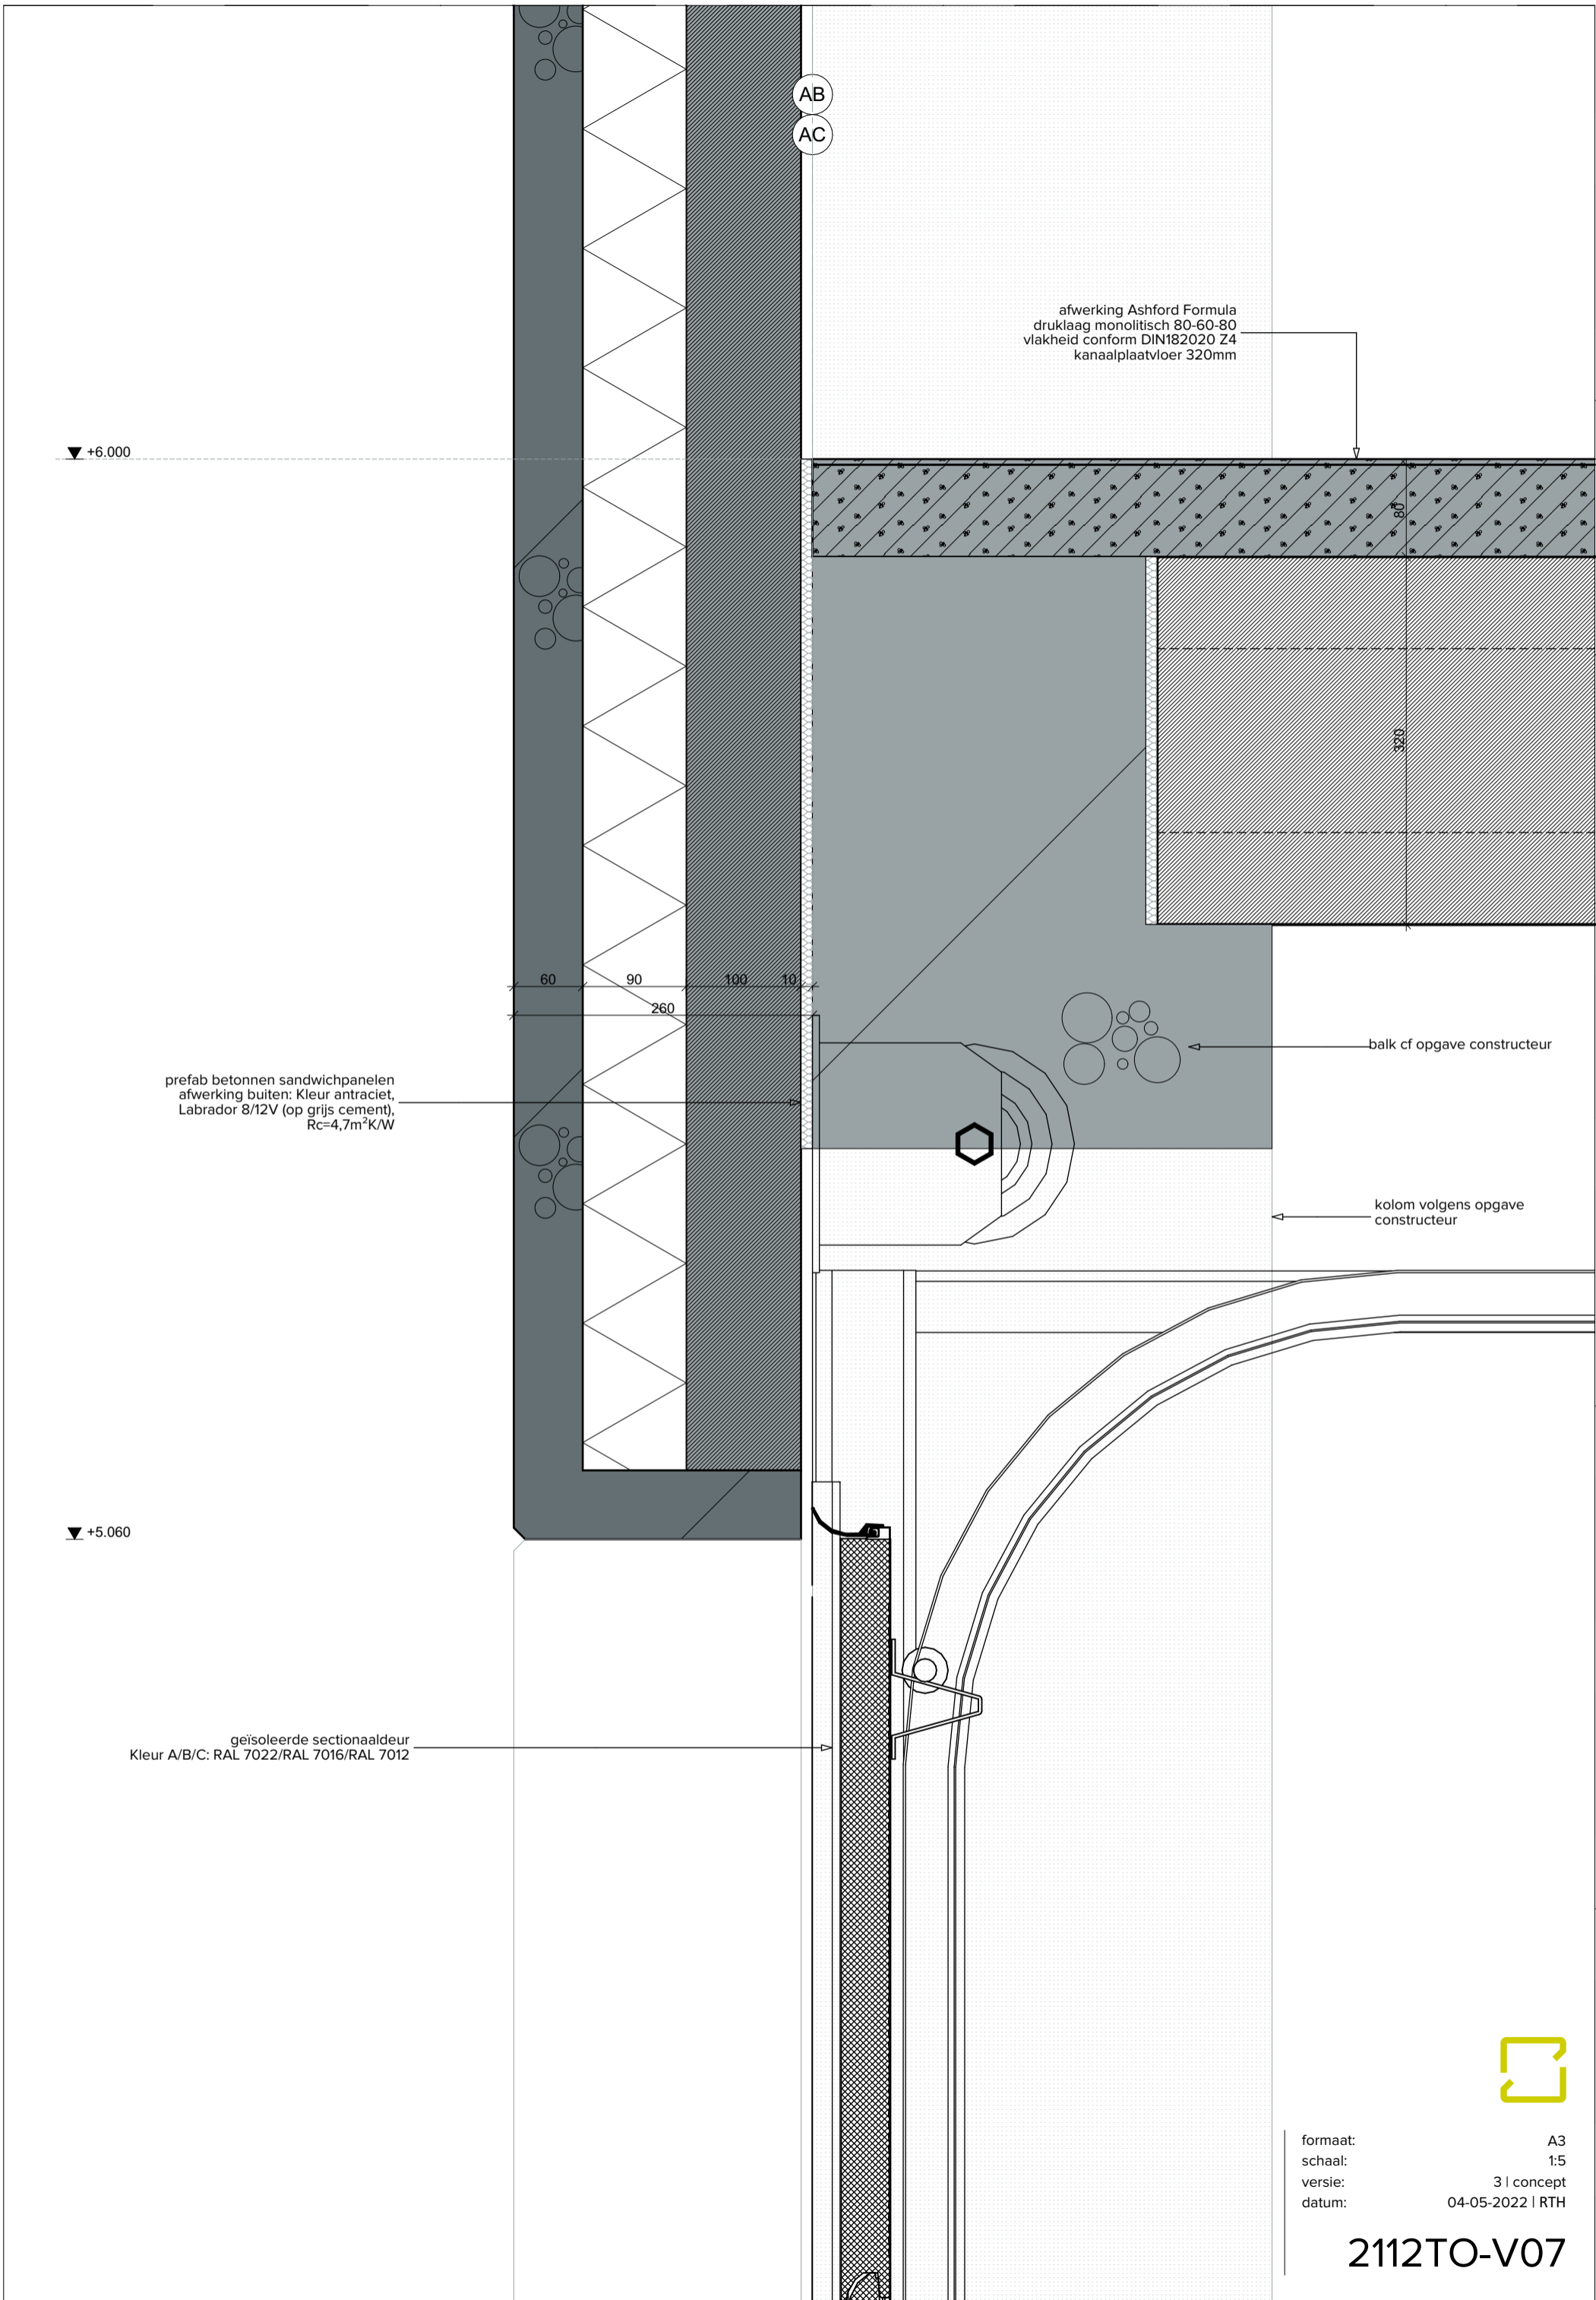 AB
AC
afwerking Ashford Formula
druklaag monolitisch 80-60-80
vlakheid conform DIN182020 Z4
kanaalplaatvloer 320mm
+6.000
80
320
60 90 100 10
260
balk cf opgave constructeur
prefab betonnen sandwichpanelen
afwerking buiten: Kleur antraciet,
Labrador 8/12V (op grijs cement),
Rc=4,7m²K/W
kolom volgens opgave
constructeur
+5.060
geïsoleerde sectionaaldeur
Kleur A/B/C: RAL 7022/RAL 7016/RAL 7012
formaat: A3
schaal: 1:5
versie: 3 | concept
datum: 04-05-2022 | RTH
2112TO-V07